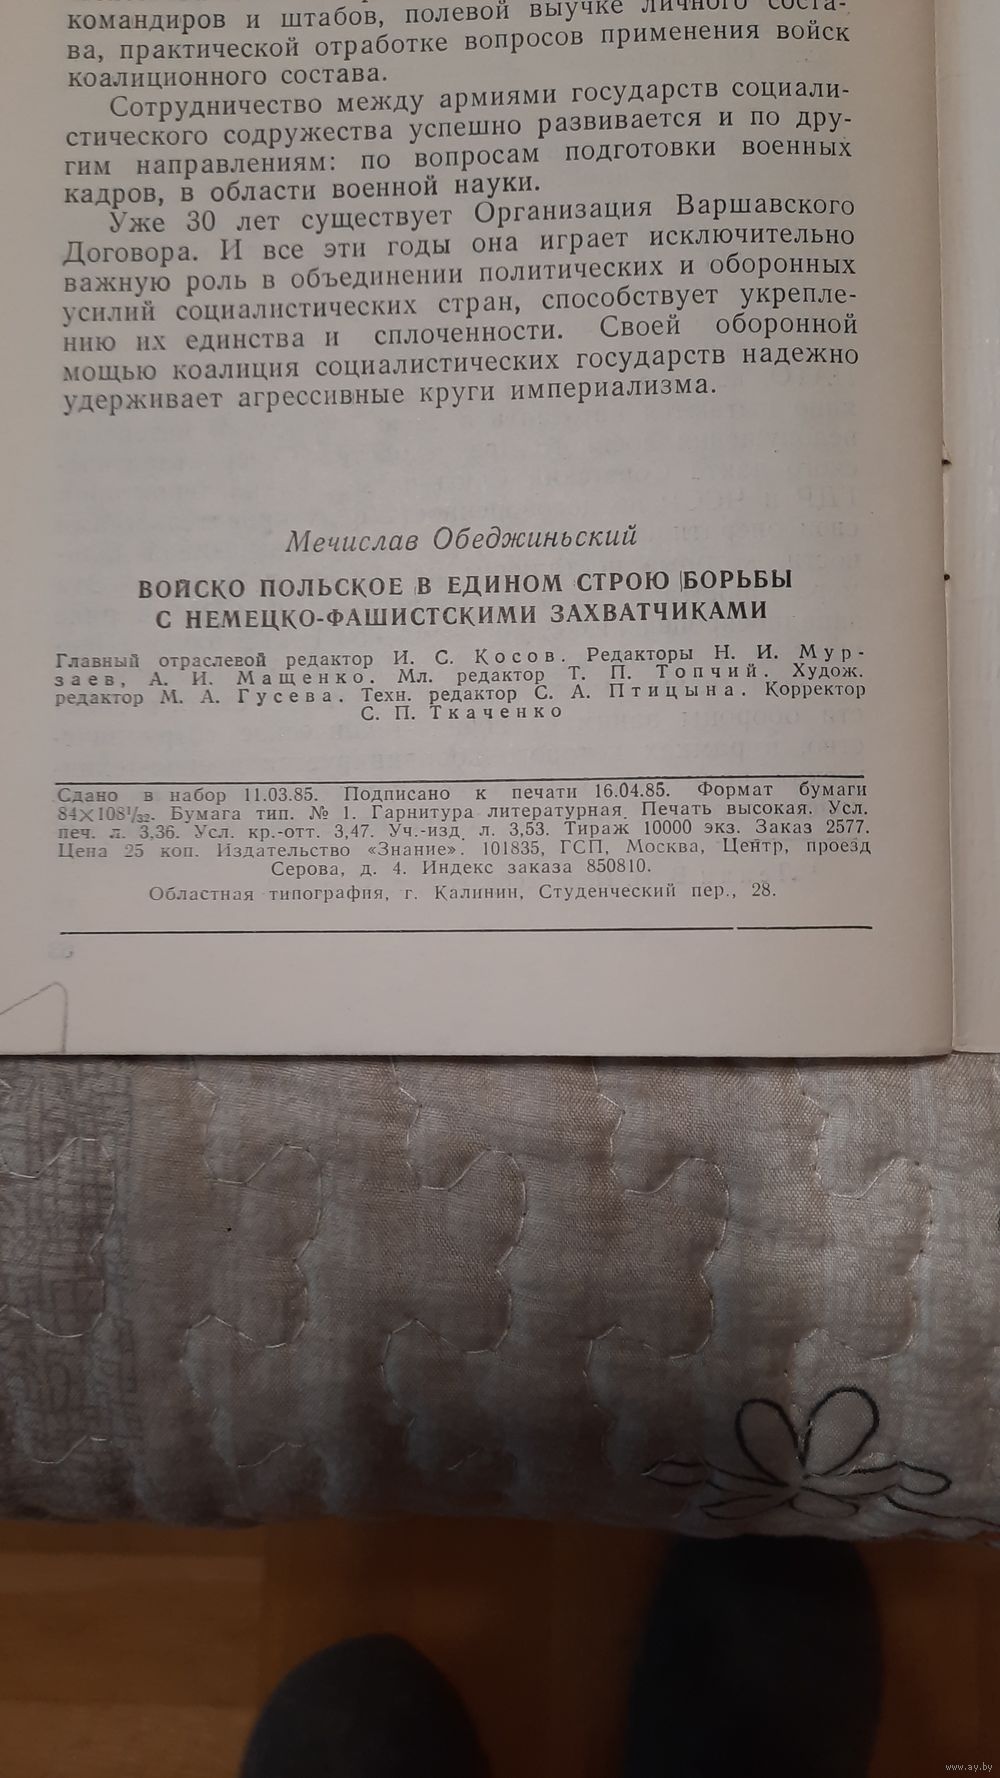 командиров и штабов, полевой выучке личного соста-
ва, практической отработке вопросов применения войск
коалиционного состава.
Сотрудничество между армиями государств социали-
стического содружества успешно развивается и по дру-
гим направлениям: по вопросам подготовки военных
кадров, в области военной науки.
Уже 30 лет существует Организация Варшавского
Договора. И все эти годы она играет исключительно
важную роль в объединении политических и оборонных
усилий социалистических стран, способствует укрепле-
нию их единства и сплоченности. Своей оборонной
мощью коалиция социалистических государств надежно
удерживает агрессивные круги империализма.
Мечислав Обеджиньский
ВОЙСКО ПОЛЬСКОЕ В ЕДИНОМ СТРОЮ БОРЬБЫ
С НЕМЕЦКО-ФАШИСТСКИМИ ЗАХВАТЧИКАМИ
Главный отраслевой редактор И. С. Косов. Редакторы Н. И. Мур-
заев, А. И. Мащенко. Мл. редактор Т. П. Топчий. Худож.
редактор М. А. Гусева. Техн. редактор С. А. Птицына. Корректор
С. П. Ткаченко
Сдано в набор 11.03.85. Подписано к печати 16.04.85. Формат бумаги
84×108¹/₃₂. Бумага тип. № 1. Гарнитура литературная. Печать высокая. Усл.
печ. л. 3,36. Усл. кр.-отт. 3,47. Уч.-изд. л. 3,53. Тираж 10000 экз. Заказ 2577.
Цена 25 коп. Издательство «Знание». 101835, ГСП, Москва, Центр, проезд
Серова, д. 4. Индекс заказа 850810.
Областная типография, г. Калинин, Студенческий пер., 28.
www.ay.by